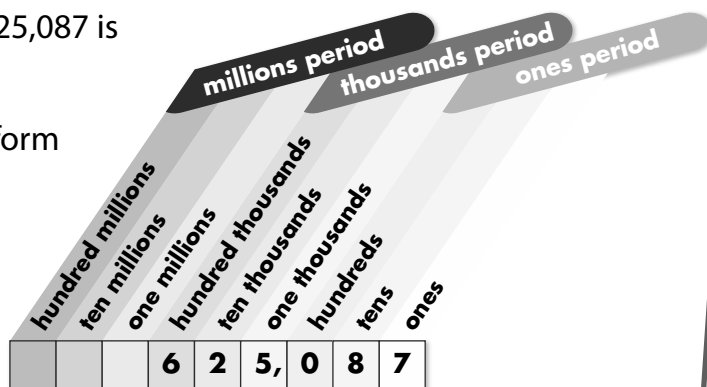 25,087 is
form
millions period
thousands period
ones period
hundred millions
ten millions
one millions
hundred thousands
ten thousands
one thousands
hundreds
tens
ones
6 2 5, 0 8 7